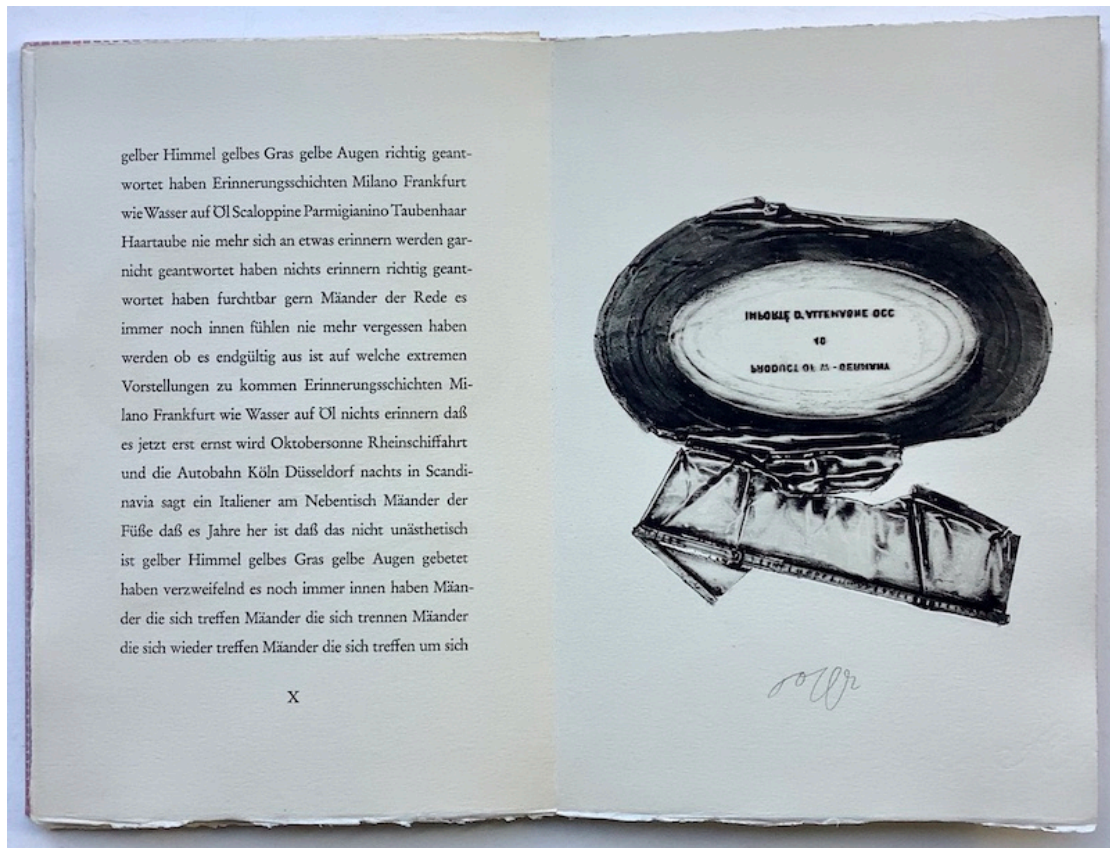 gelber Himmel gelbes Gras gelbe Augen richtig geant-
wortet haben Erinnerungsschichten Milano Frankfurt
wie Wasser auf Öl Scaloppine Parmigianino Taubenhaar
Haartaube nie mehr sich an etwas erinnern werden gar-
nicht geantwortet haben nichts erinnern richtig geant-
wortet haben furchtbar gern Mäander der Rede es
immer noch innen fühlen nie mehr vergessen haben
werden ob es endgültig aus ist auf welche extremen
Vorstellungen zu kommen Erinnerungsschichten Mi-
lano Frankfurt wie Wasser auf Öl nichts erinnern daß
es jetzt erst ernst wird Oktobersonne Rheinschiffahrt
und die Autobahn Köln Düsseldorf nachts in Scandi-
navia sagt ein Italiener am Nebentisch Mäander der
Füße daß es Jahre her ist daß das nicht unästhetisch
ist gelber Himmel gelbes Gras gelbe Augen gebetet
haben verzweifelnd es noch immer innen haben Mäan-
der die sich treffen Mäander die sich trennen Mäander
die sich wieder treffen Mäander die sich treffen um sich
X
IMPORTE D'ALLEMAGNE OCC
PRODUCT OF W - GERMANY